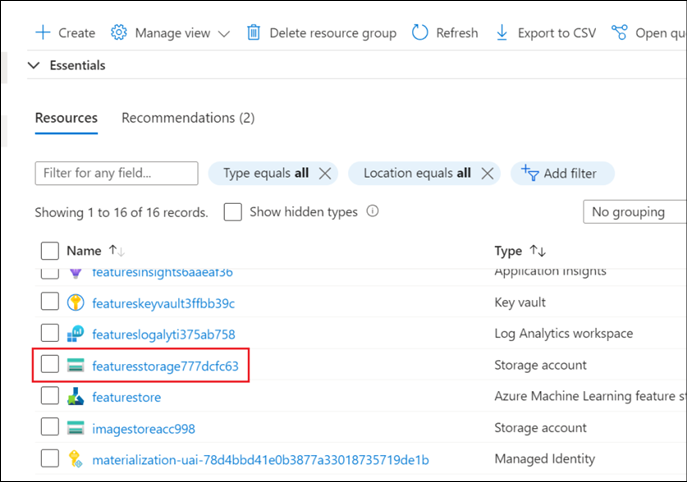 Create Manage view Delete resource group Refresh Export to CSV Open qu
Essentials
Resources Recommendations (2)
Filter for any field... Type equals all Location equals all Add filter
Showing 1 to 16 of 16 records. Show hidden types No grouping
Name Type
featuresinsights6aaeaf36 Application Insights
featureskeyvault3ffbb39c Key vault
featureslogalyti375ab758 Log Analytics workspace
featuresstorage777dcfc63 Storage account
featurestore Azure Machine Learning feature st
imagestoreacc998 Storage account
materialization-uai-78d4bbd41e0b3877a33018735719de1b Managed Identity